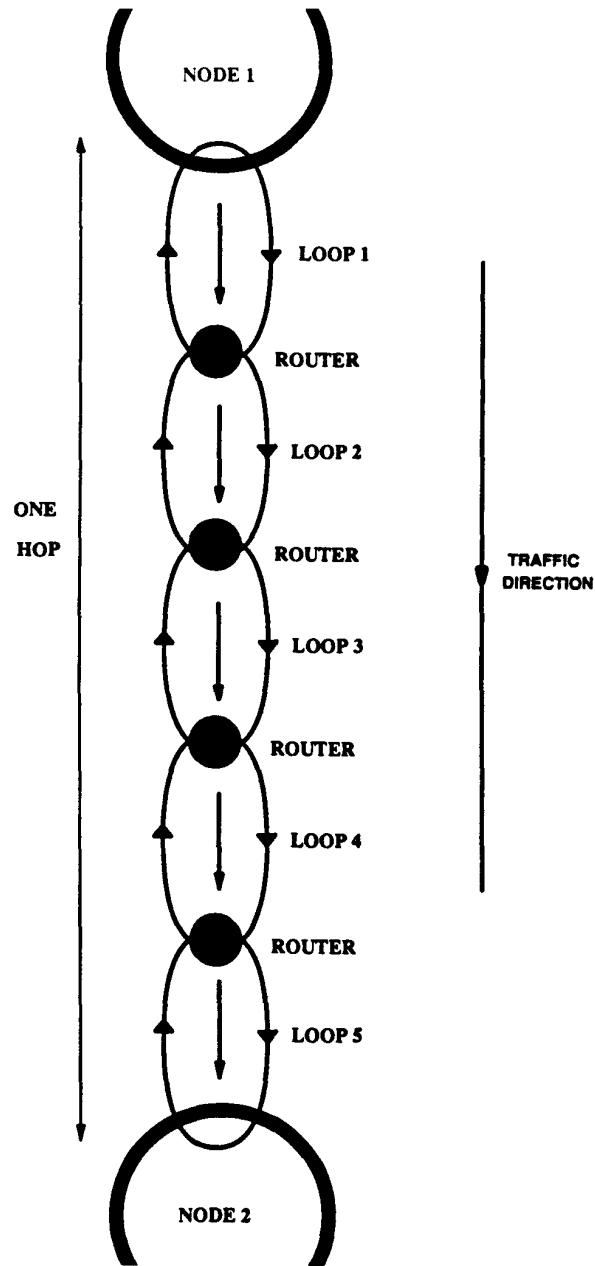 NODE 1
LOOP 1
ROUTER
LOOP 2
ONE
HOP
ROUTER
TRAFFIC
DIRECTION
LOOP 3
ROUTER
LOOP 4
ROUTER
LOOP 5
NODE 2